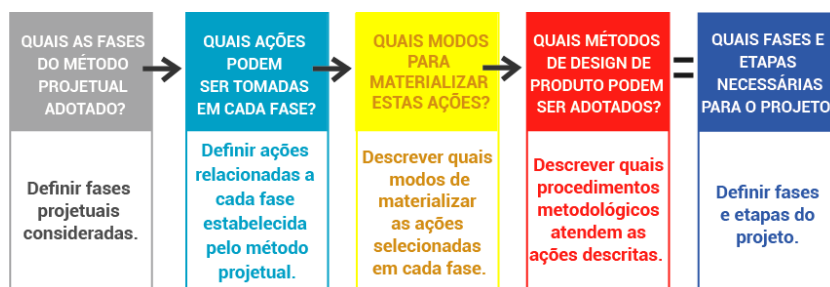 QUAIS AS FASES
DO MÉTODO
PROJETUAL
ADOTADO?
Definir fases
projetuais
consideradas.
QUAIS AÇÕES
PODEM
SER TOMADAS
EM CADA FASE?
Definir ações
relacionadas a
cada fase
estabelecida
pelo método
projetual.
QUAIS MODOS
PARA
MATERIALIZAR
ESTAS AÇÕES?
Descrever quais
modos de
materializar
as ações
selecionadas
em cada fase.
QUAIS MÉTODOS
DE DESIGN DE
PRODUTO PODEM
SER ADOTADOS?
Descrever quais
procedimentos
metodológicos
atendem as
ações descritas.
=
QUAIS FASES E
ETAPAS
NECESSÁRIAS
PARA O PROJETO
Definir fases
e etapas do
projeto.